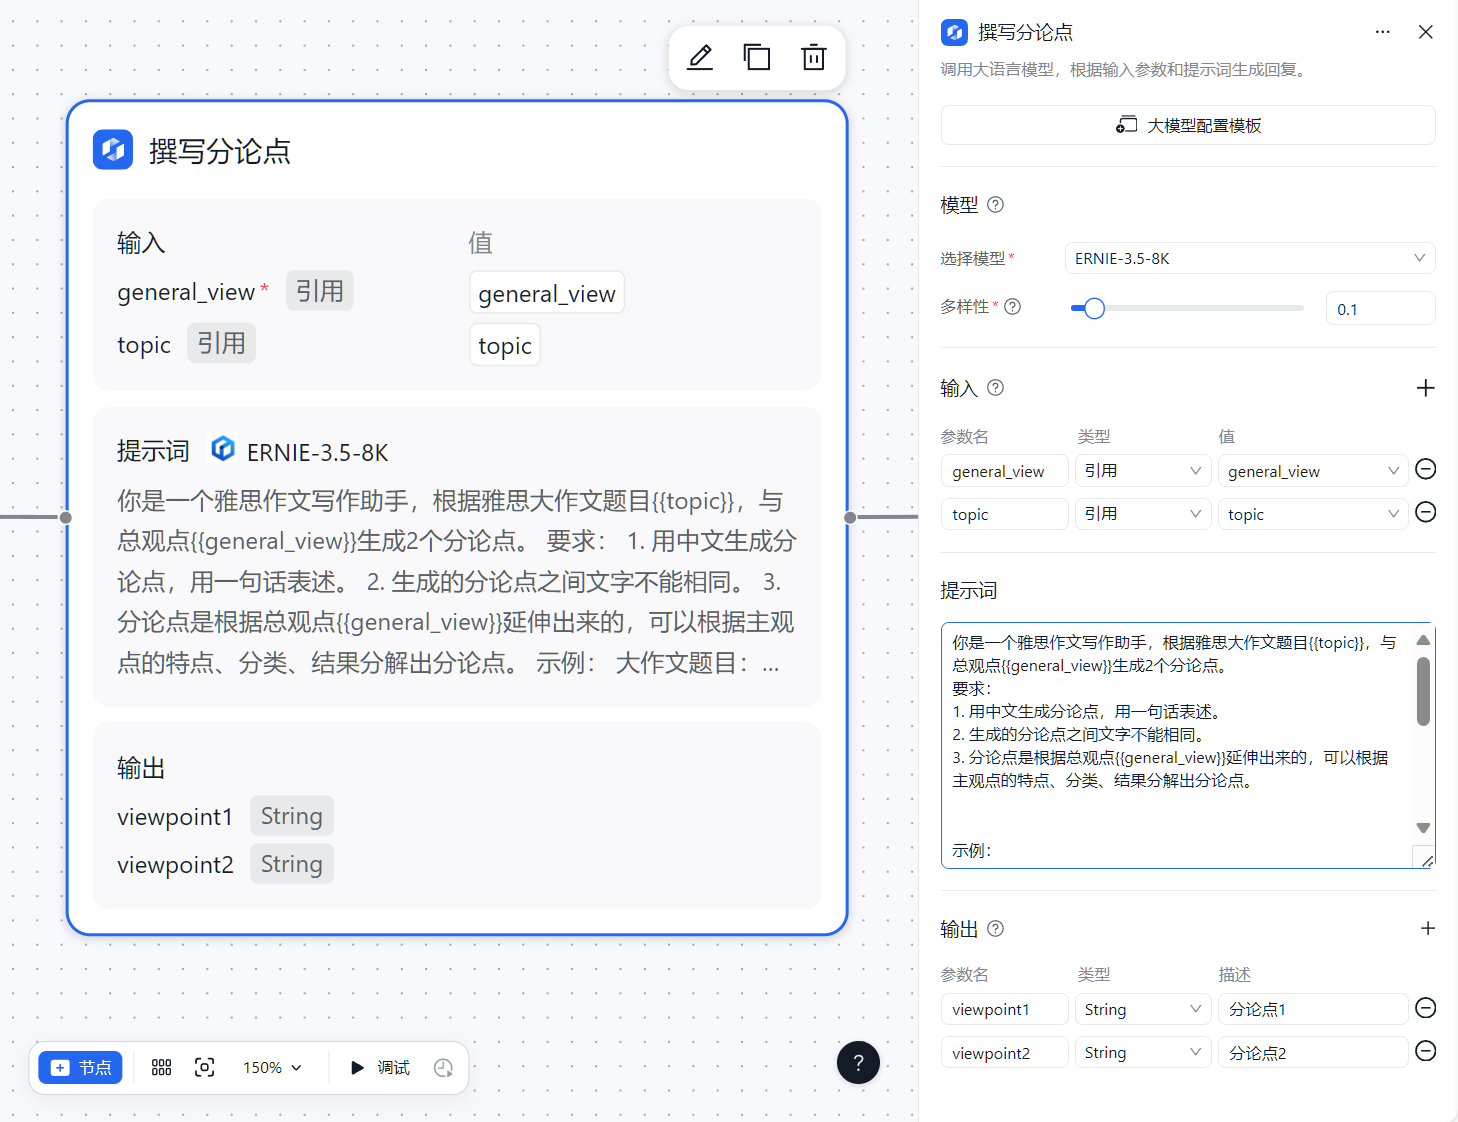 撰写分论点
输入 值
general_view * 引用 general_view
topic 引用 topic
提示词 ERNIE-3.5-8K
你是一个雅思作文写作助手，根据雅思大作文题目{{topic}}，与
总观点{{general_view}}生成2个分论点。 要求： 1. 用中文生成分
论点，用一句话表述。 2. 生成的分论点之间文字不能相同。 3.
分论点是根据总观点{{general_view}}延伸出来的，可以根据主观
点的特点、分类、结果分解出分论点。 示例： 大作文题目：...
输出
viewpoint1 String
viewpoint2 String
节点 150% 调试
?
撰写分论点
调用大语言模型，根据输入参数和提示词生成回复。
大模型配置模板
模型 ?
选择模型* ERNIE-3.5-8K
多样性* ? 0.1
输入 ?
参数名 类型 值
general_view 引用 general_view
topic 引用 topic
提示词
你是一个雅思作文写作助手，根据雅思大作文题目{{topic}}，与
总观点{{general_view}}生成2个分论点。
要求：
1. 用中文生成分论点，用一句话表述。
2. 生成的分论点之间文字不能相同。
3. 分论点是根据总观点{{general_view}}延伸出来的，可以根据
主观点的特点、分类、结果分解出分论点。
示例：
输出 ?
参数名 类型 描述
viewpoint1 String 分论点1
viewpoint2 String 分论点2